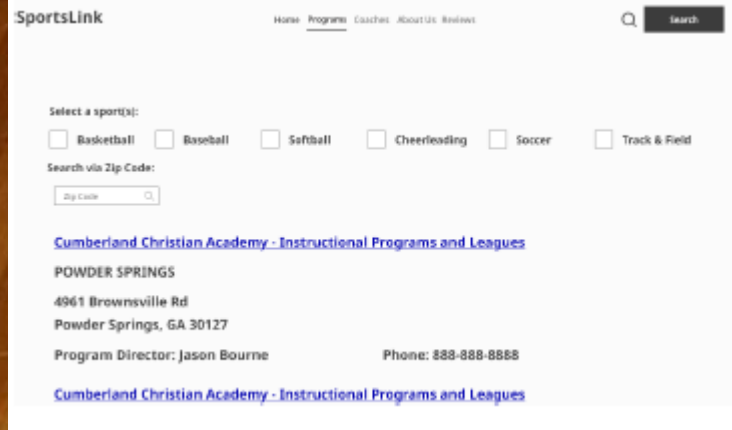 SportsLink
Home Programs Coaches About Us Reviews
Search
Select a sport(s):
Basketball Baseball Softball Cheerleading Soccer Track & Field
Search via Zip Code:
Zip Code
Cumberland Christian Academy - Instructional Programs and Leagues
POWDER SPRINGS
4961 Brownsville Rd
Powder Springs, GA 30127
Program Director: Jason Bourne Phone: 888-888-8888
Cumberland Christian Academy - Instructional Programs and Leagues